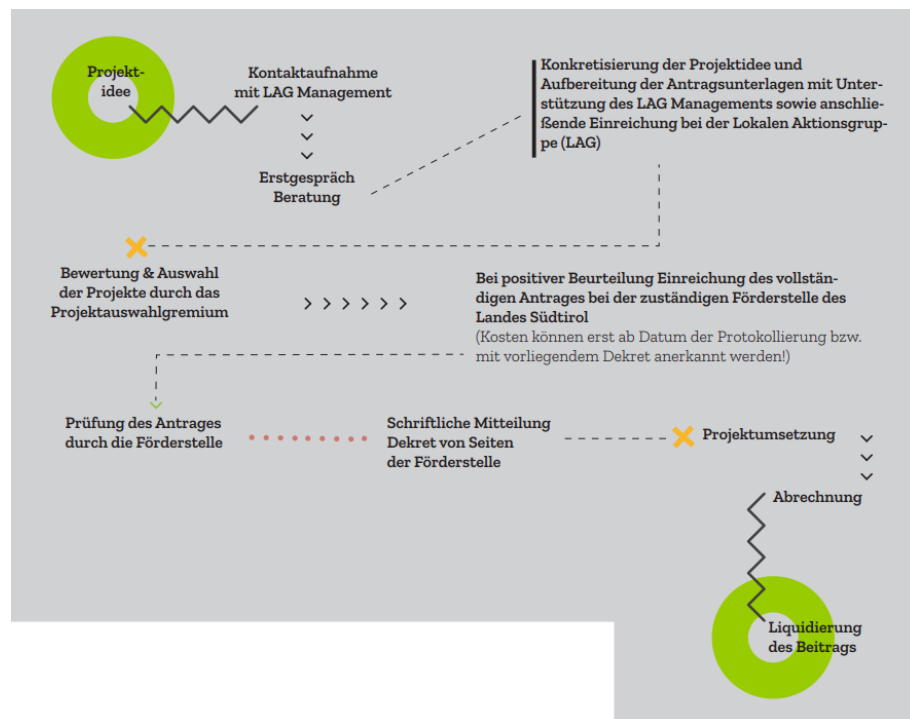 Projekt-
idee
Kontaktaufnahme
mit LAG Management
Erstgespräch
Beratung
Konkretisierung der Projektidee und
Aufbereitung der Antragsunterlagen mit Unter-
stützung des LAG Managements sowie anschlie-
ßende Einreichung bei der Lokalen Aktionsgrup-
pe (LAG)
Bewertung & Auswahl
der Projekte durch das
Projektauswahlgremium
Bei positiver Beurteilung Einreichung des vollstän-
digen Antrages bei der zuständigen Förderstelle des
Landes Südtirol
(Kosten können erst ab Datum der Protokollierung bzw.
mit vorliegendem Dekret anerkannt werden!)
Prüfung des Antrages
durch die Förderstelle
Schriftliche Mitteilung
Dekret von Seiten
der Förderstelle
Projektumsetzung
Abrechnung
Liquidierung
des Beitrags